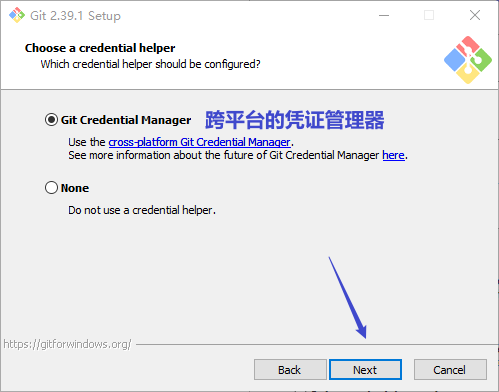 Git 2.39.1 Setup
Choose a credential helper
Which credential helper should be configured?
Git Credential Manager 跨平台的凭证管理器
Use the cross-platform Git Credential Manager.
See more information about the future of Git Credential Manager here.
None
Do not use a credential helper.
https://gitforwindows.org/
Back Next Cancel